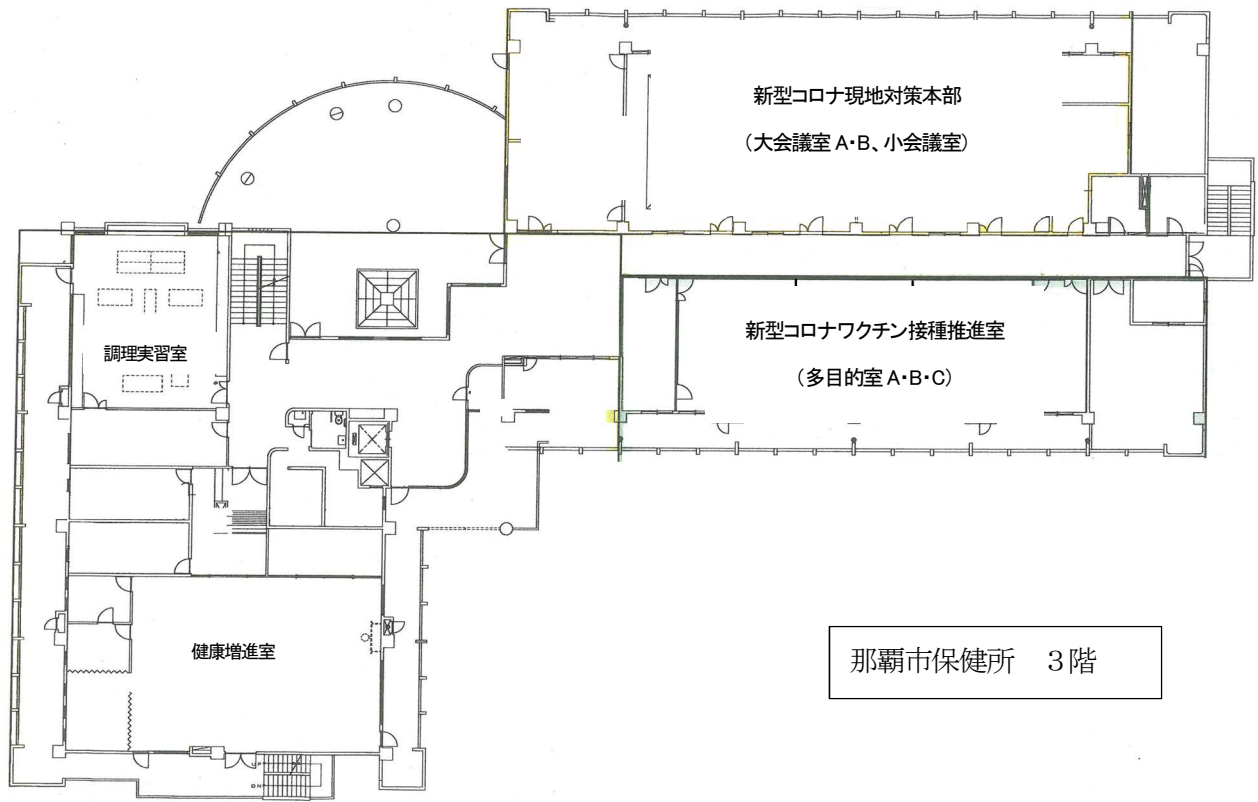 新型コロナ現地対策本部
（大会議室 A・B、小会議室）
新型コロナワクチン接種推進室
（多目的室 A・B・C）
調理実習室
健康増進室
那覇市保健所　３階
UP
DN